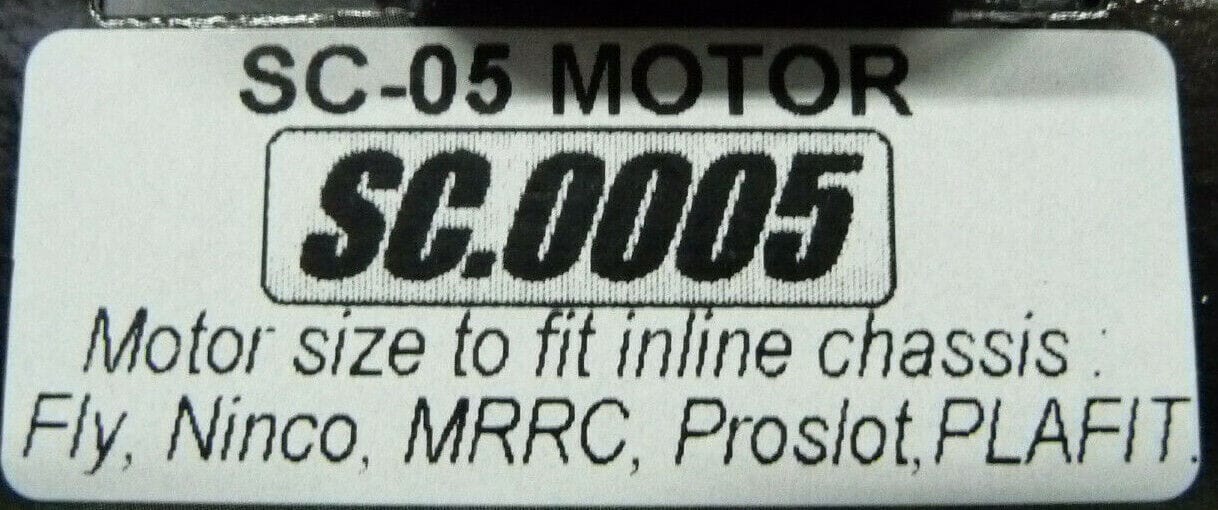 SC-05 MOTOR
SC.0005
Motor size to fit inline chassis :
Fly, Ninco, MRRC, Proslot, PLAFIT.